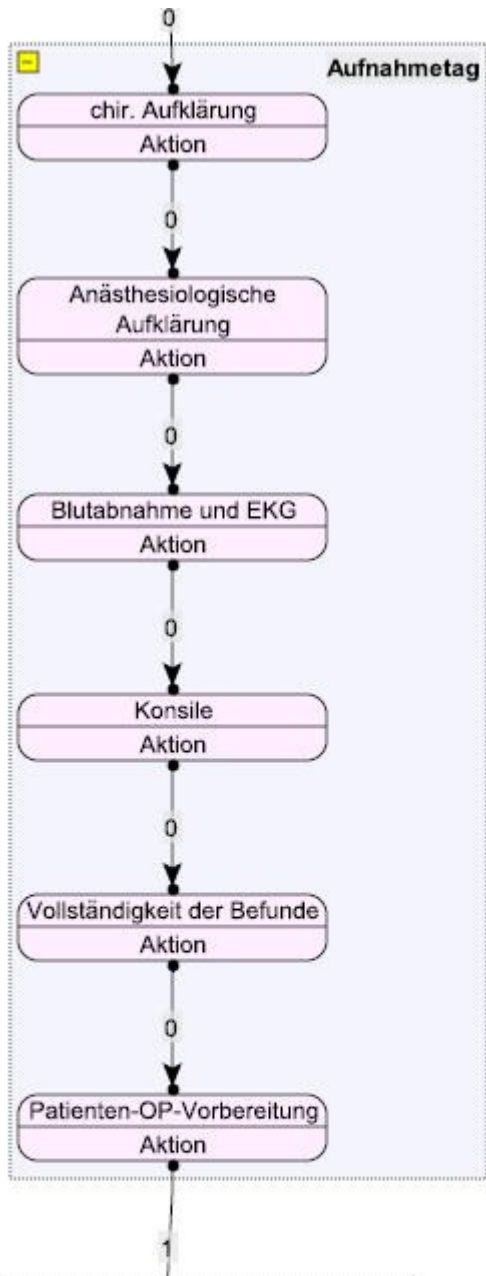 0
Aufnahmetag
chir. Aufklärung
Aktion
0
Anästhesiologische
Aufklärung
Aktion
0
Blutabnahme und EKG
Aktion
0
Konsile
Aktion
0
Vollständigkeit der Befunde
Aktion
0
Patienten-OP-Vorbereitung
Aktion
1